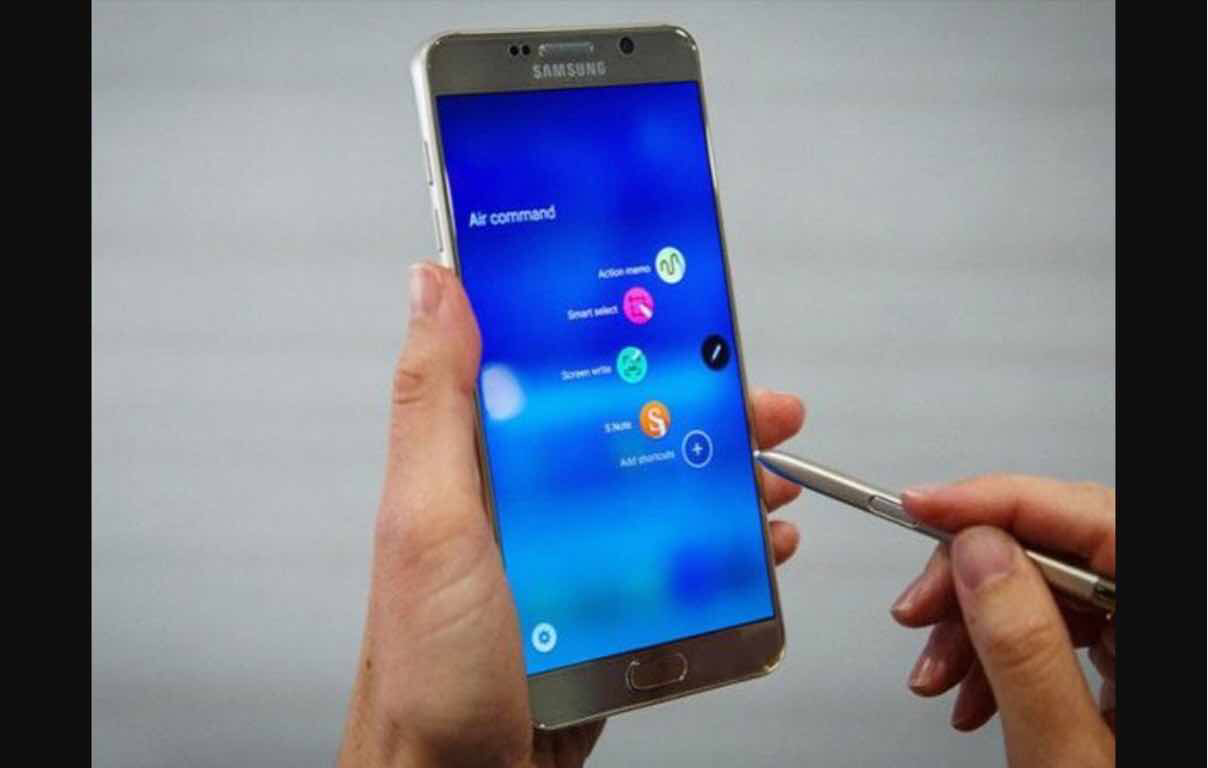 SAMSUNG
Air command
Action memo
Smart select
Screen write
S Note
S
Add shortcuts